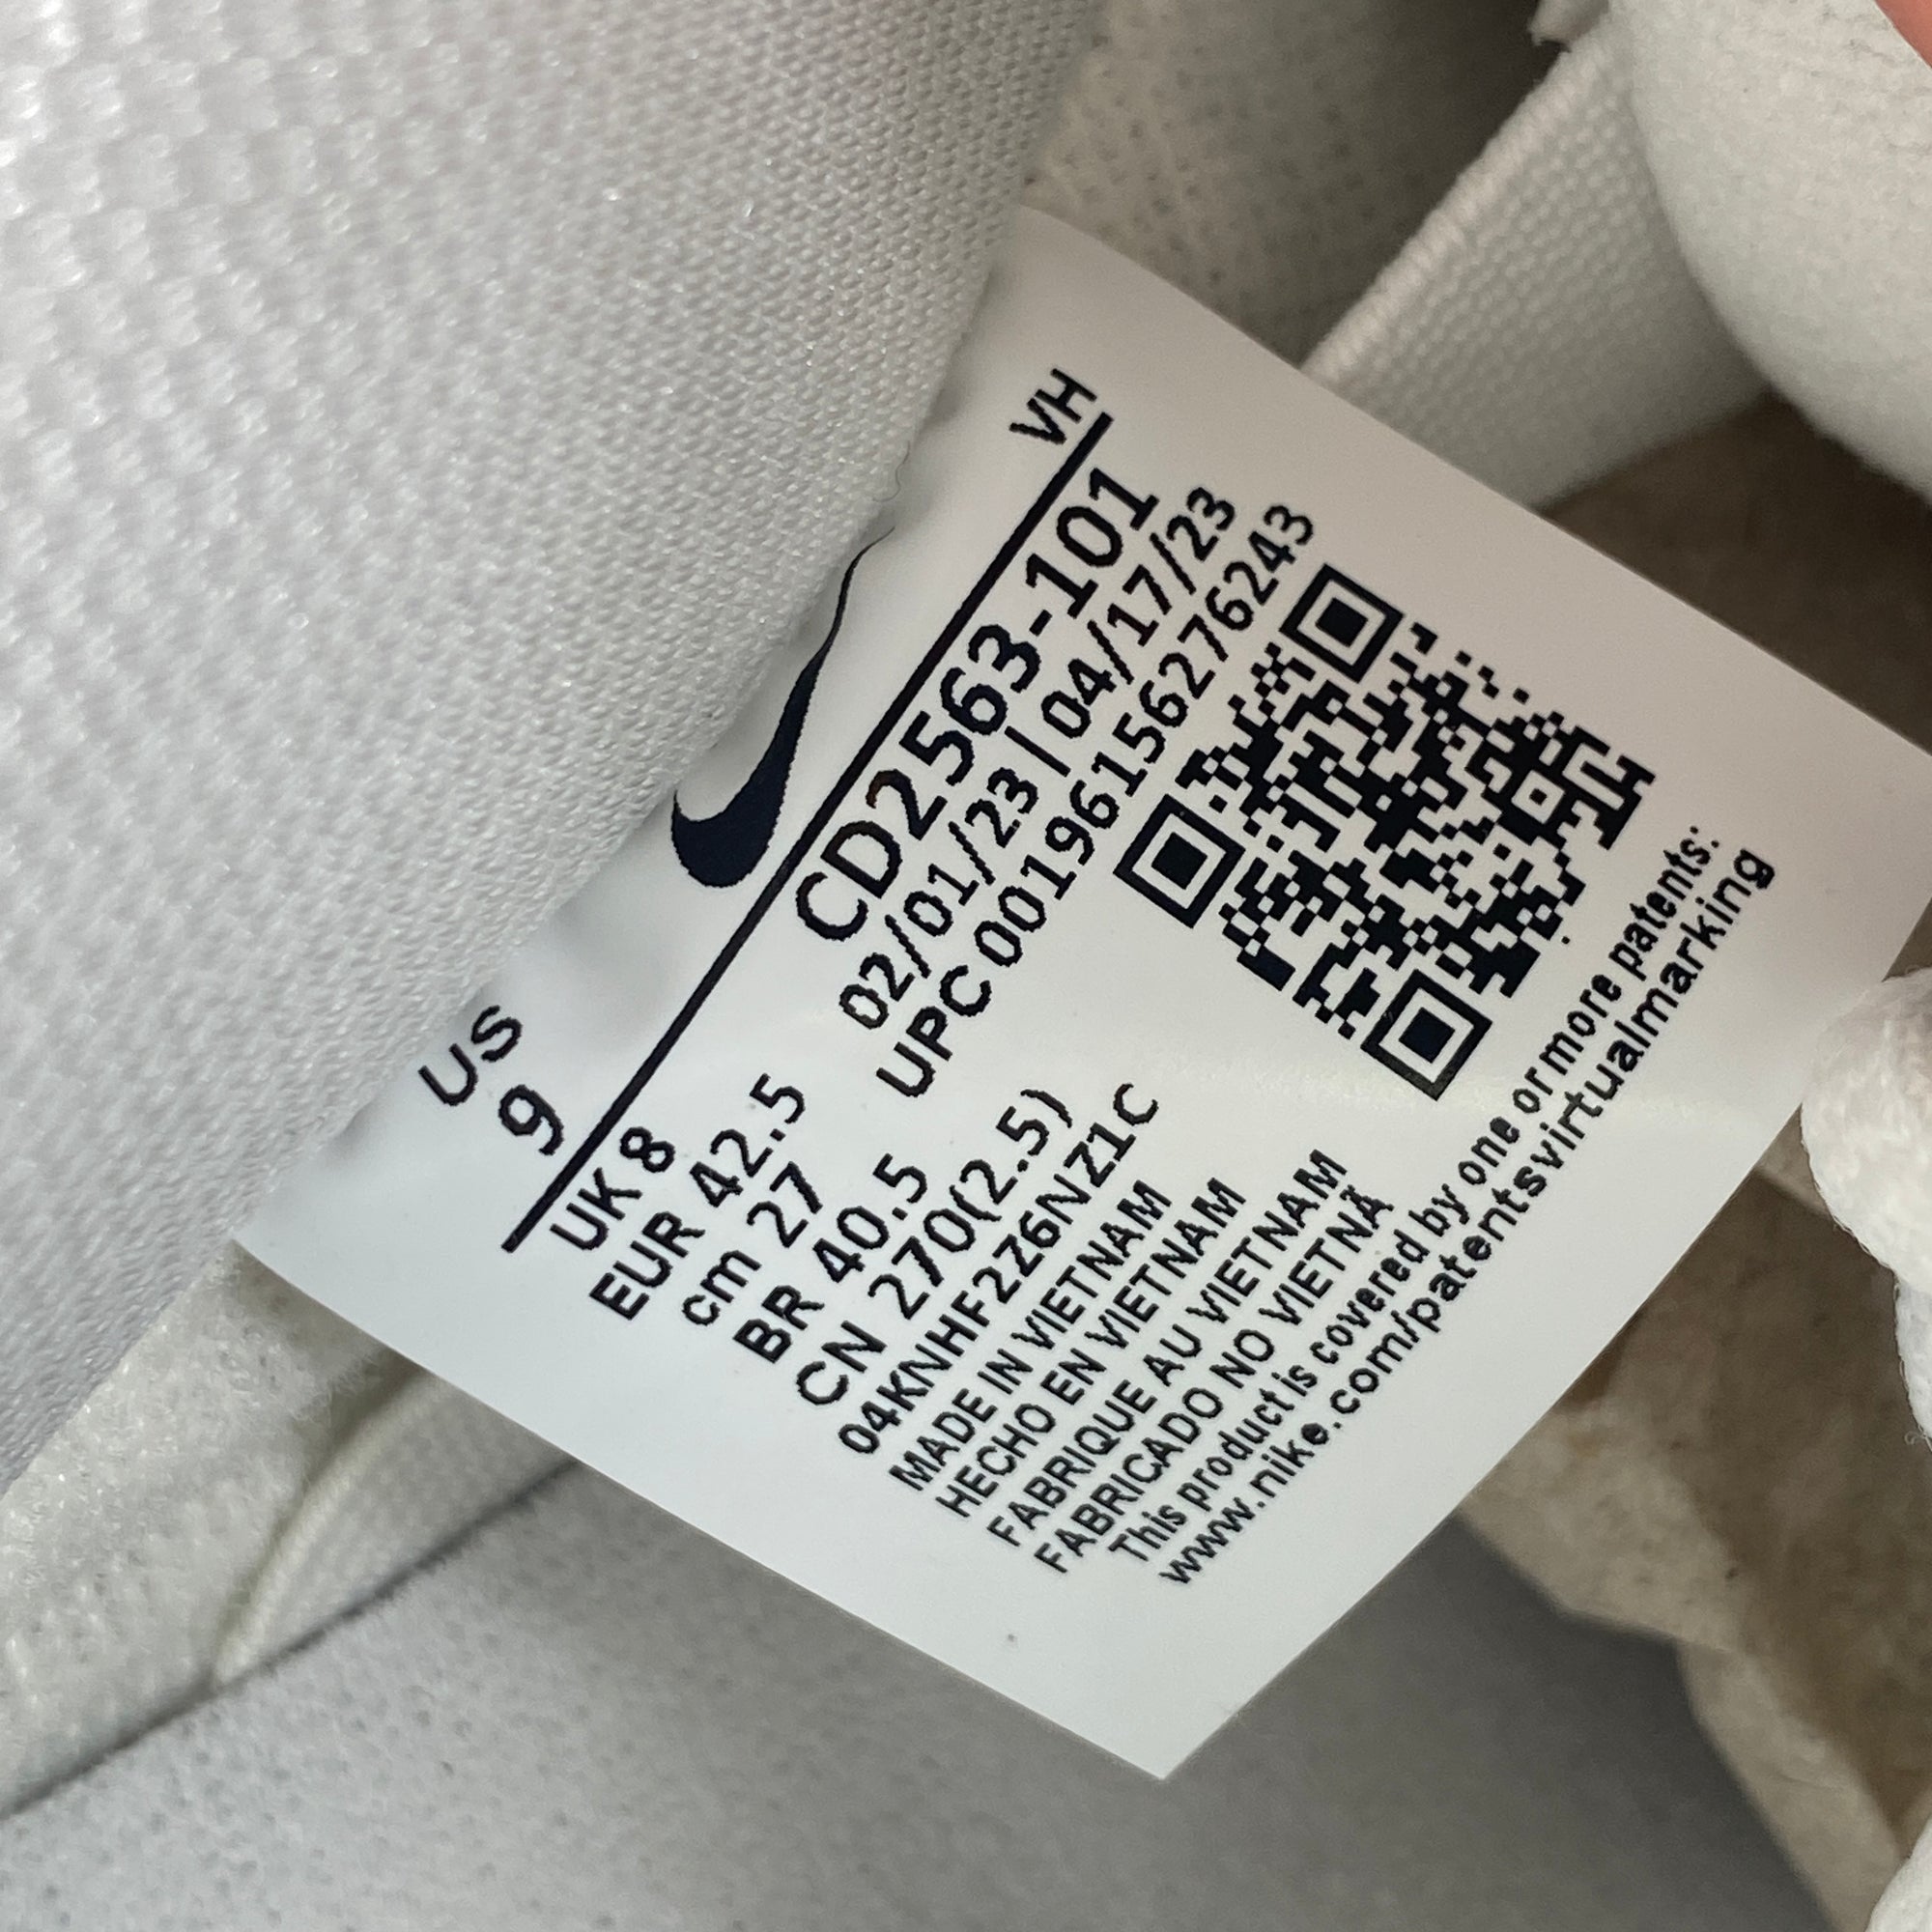 US
9
VH
UK 8
EUR 42.5
cm 27
BR 40.5
CN 270(2.5)
04KNHF2Z6NZ1C
CD2563-101
02/01/23 | 04/17/23
UPC 00196155627624​3
MADE IN VIETNAM
HECHO EN VIETNAM
FABRIQUE AU VIETNAM
FABRICADO NO VIETNÃ
This product is covered by one or more patents:
www.nike.com/patentsvirtualmarking